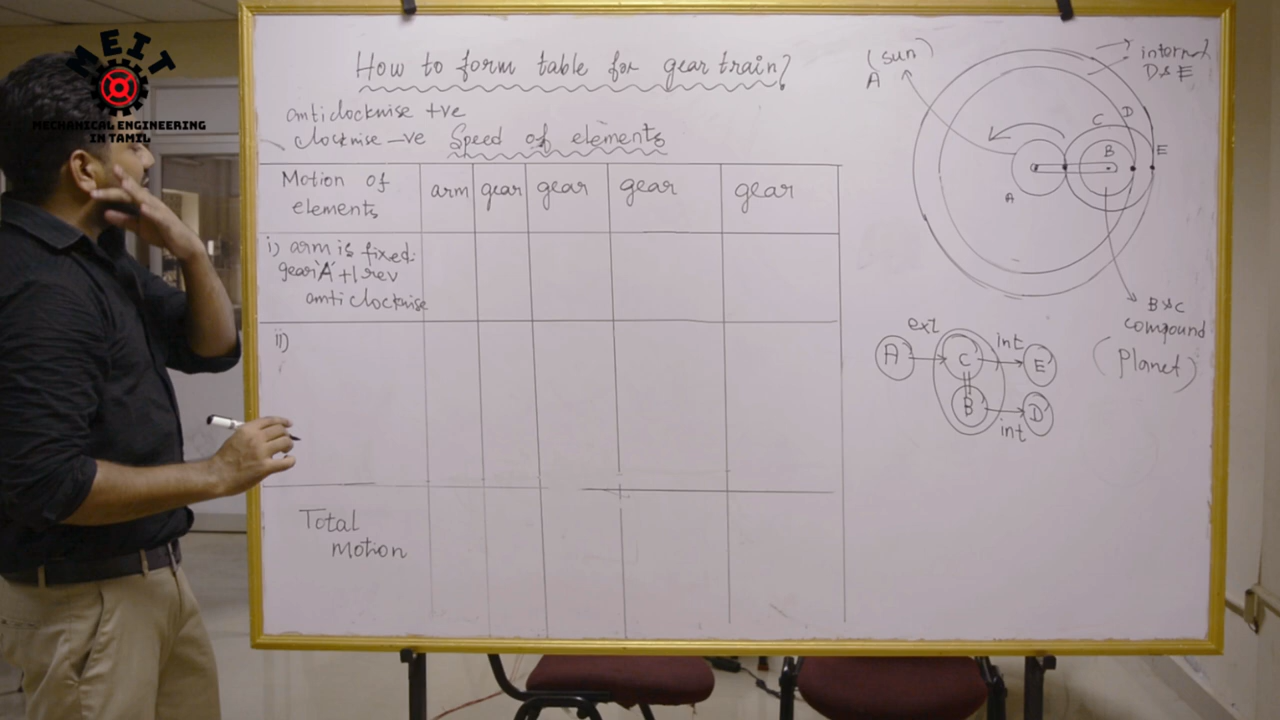 MEIT
MECHANICAL ENGINEERING
IN TAMIL
How to form table for gear train?
anticlockwise +ve
clockwise -ve Speed of elements
Motion of
elements
arm
gear
gear
gear
gear
i) arm is fixed:
gear 'A' +1 rev
anticlockwise
ii)
Total
motion
(sun)
A
internal
D&E
C
D
B
E
A
B&C
compound
(Planet)
ext
int
A
C
E
B
D
int